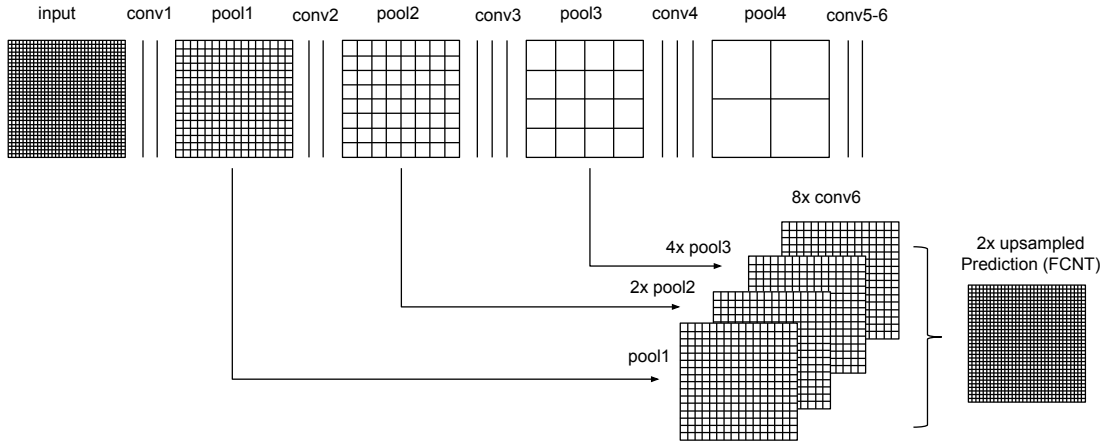 input conv1 pool1 conv2 pool2 conv3 pool3 conv4 pool4 conv5-6
8x conv6
4x pool3
2x upsampled
Prediction (FCNT)
2x pool2
pool1